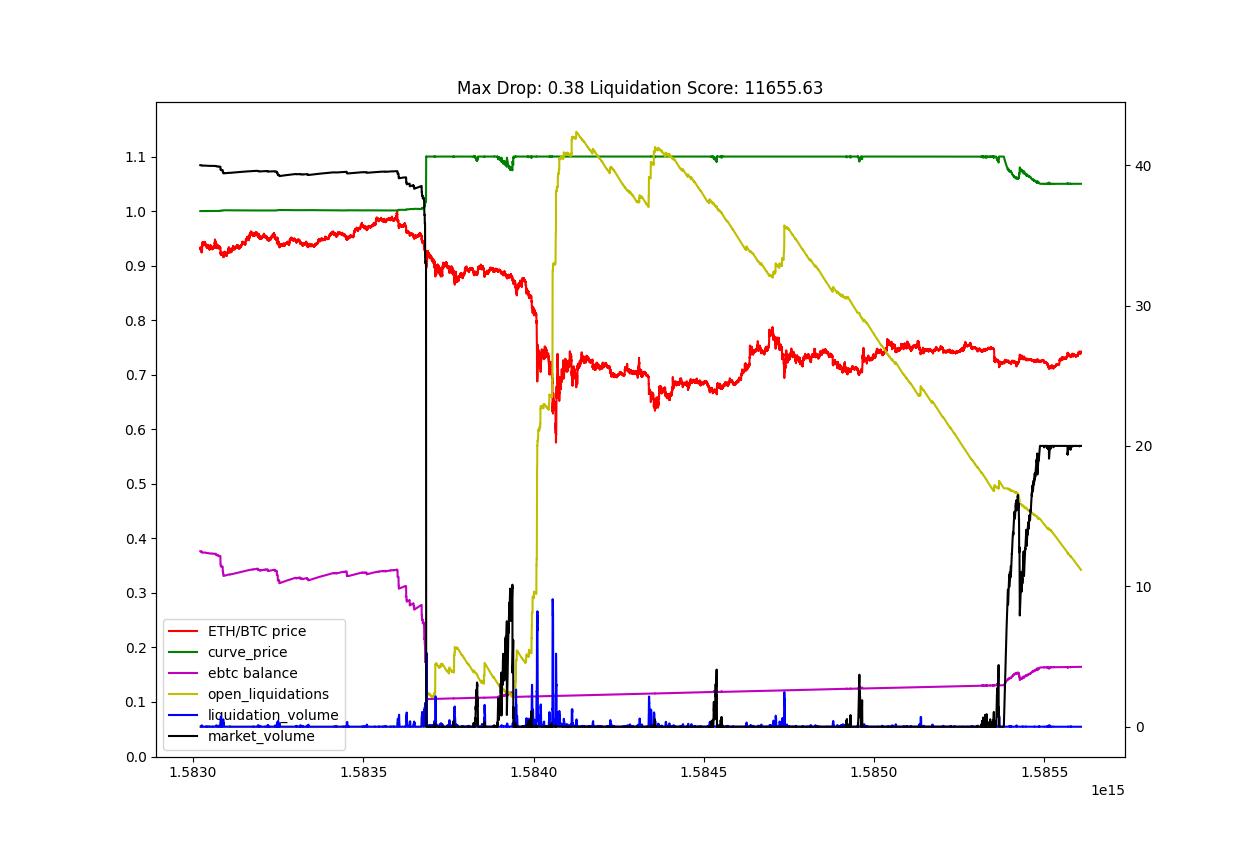 Max Drop: 0.38 Liquidation Score: 11655.63
1.1
1.0
0.9
0.8
0.7
0.6
0.5
0.4
0.3
0.2
0.1
0.0
40
30
20
10
0
ETH/BTC price
curve_price
ebtc balance
open_liquidations
liquidation_volume
market_volume
1.5830 1.5835 1.5840 1.5845 1.5850 1.5855
1e15